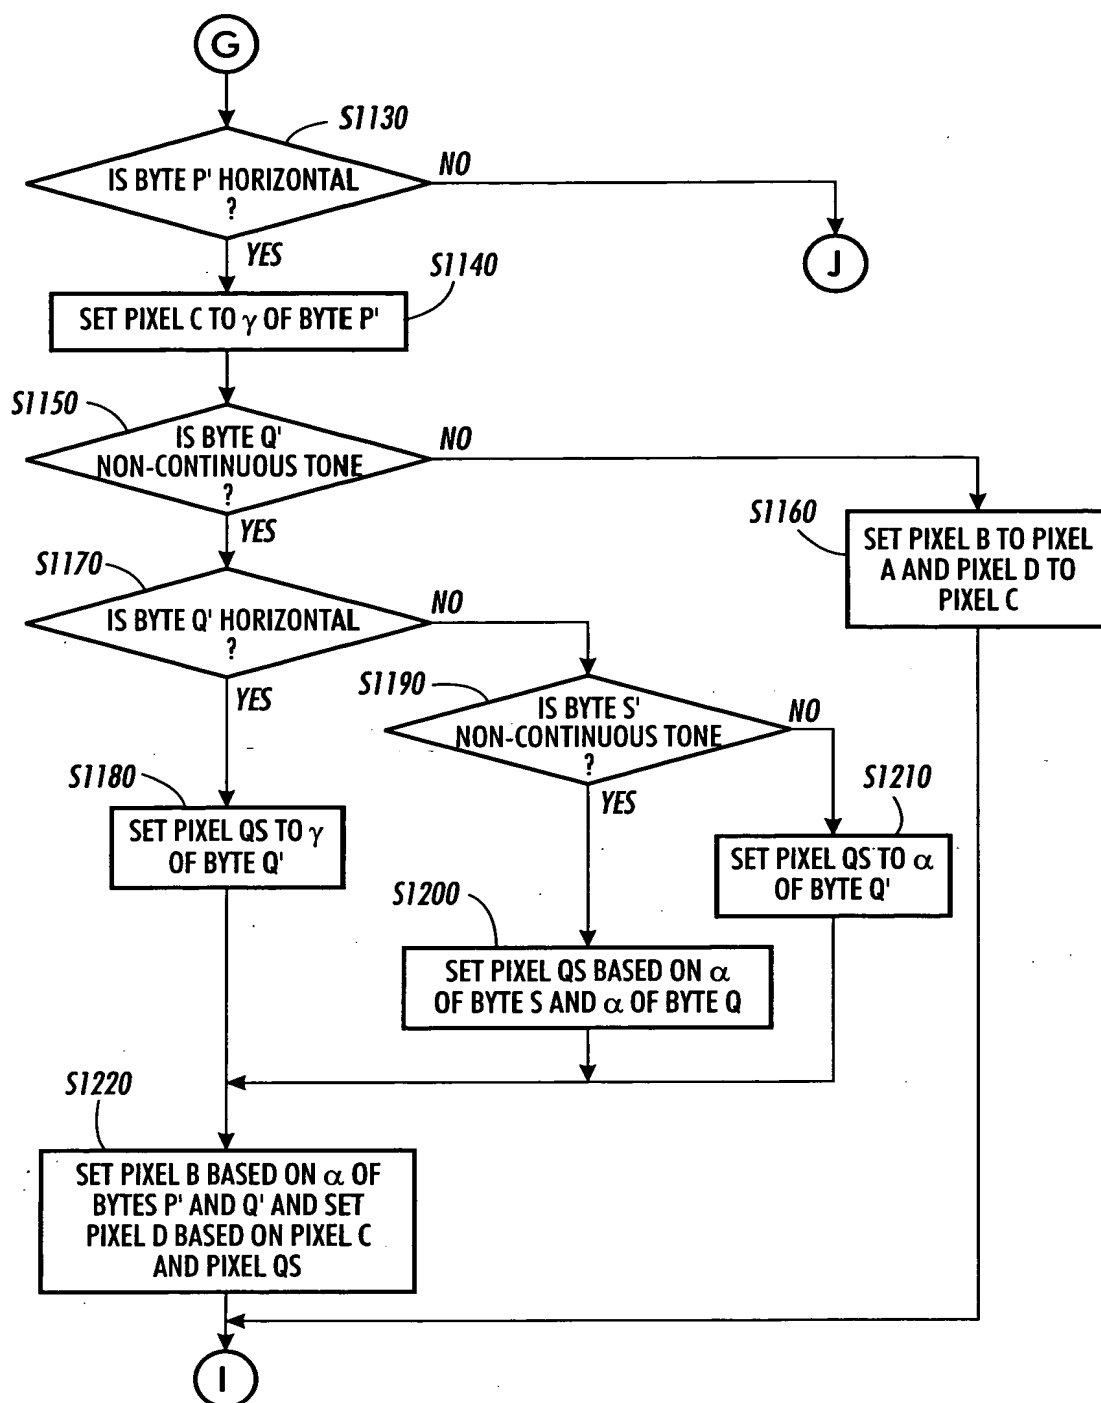 G
S1130
IS BYTE P' HORIZONTAL
?
NO
YES
J
S1140
SET PIXEL C TO γ OF BYTE P'
S1150
IS BYTE Q'
NON-CONTINUOUS TONE
?
NO
YES
S1160
SET PIXEL B TO PIXEL
A AND PIXEL D TO
PIXEL C
S1170
IS BYTE Q' HORIZONTAL
?
NO
YES
S1190
IS BYTE S'
NON-CONTINUOUS TONE
?
NO
YES
S1180
SET PIXEL QS TO γ
OF BYTE Q'
S1210
SET PIXEL QS TO α
OF BYTE Q'
S1200
SET PIXEL QS BASED ON α
OF BYTE S AND α OF BYTE Q
S1220
SET PIXEL B BASED ON α OF
BYTES P' AND Q' AND SET
PIXEL D BASED ON PIXEL C
AND PIXEL QS
I